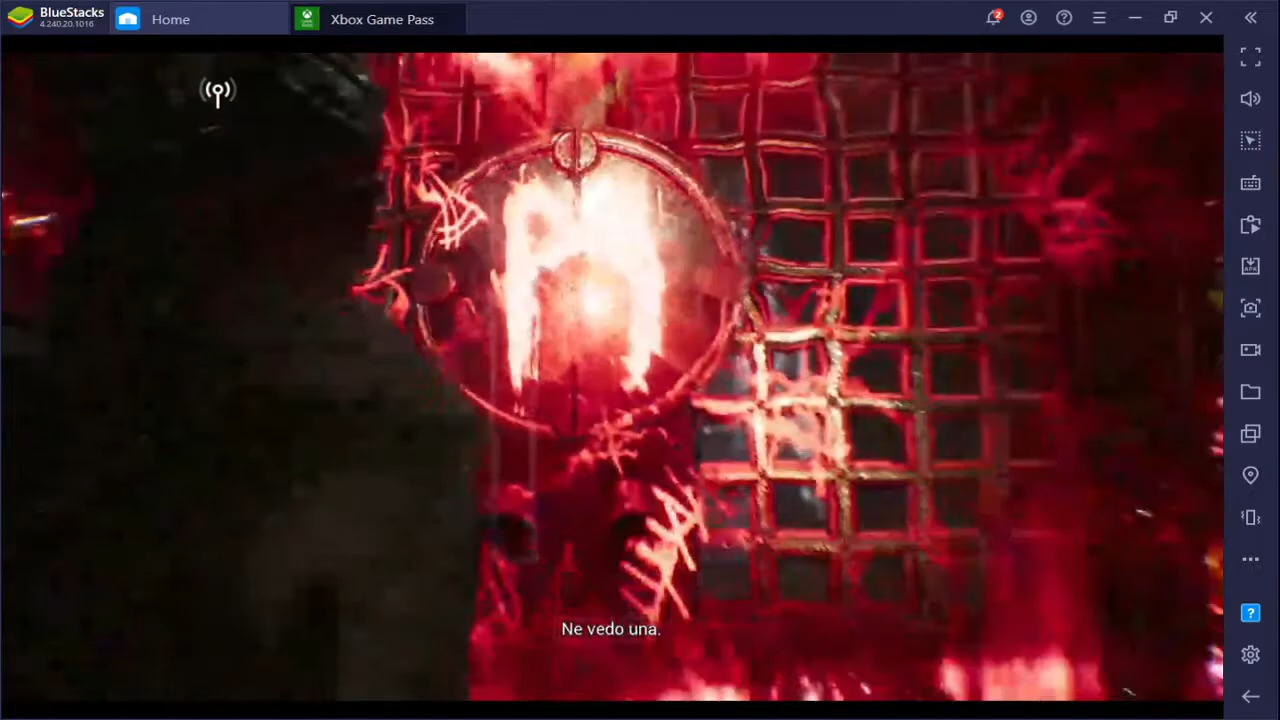 BlueStacks
4.240.20.1016
Home
Xbox Game Pass
2
Ne vedo una.